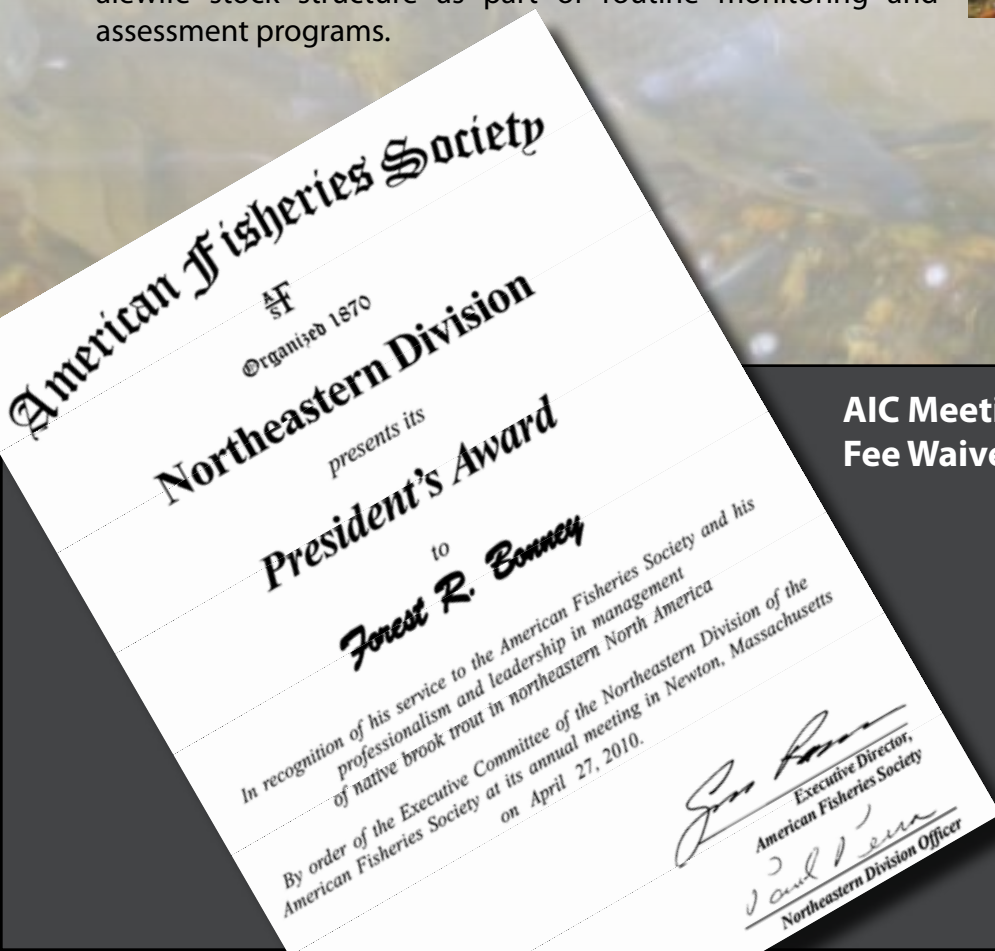 alewife stock structure as part of routine monitoring and
assessment programs.
American Fisheries Society
AFS
Organized 1870
Northeastern Division
presents its
President's Award
to
Forest R. Bonney
In recognition of his service to the American Fisheries Society and his
professionalism and leadership in management
of native brook trout in northeastern North America
By order of the Executive Committee of the Northeastern Division of the
American Fisheries Society at its annual meeting in Newton, Massachusetts
on April 27, 2010.
Executive Director,
American Fisheries Society
Northeastern Division Officer
AIC Meeti
Fee Waive